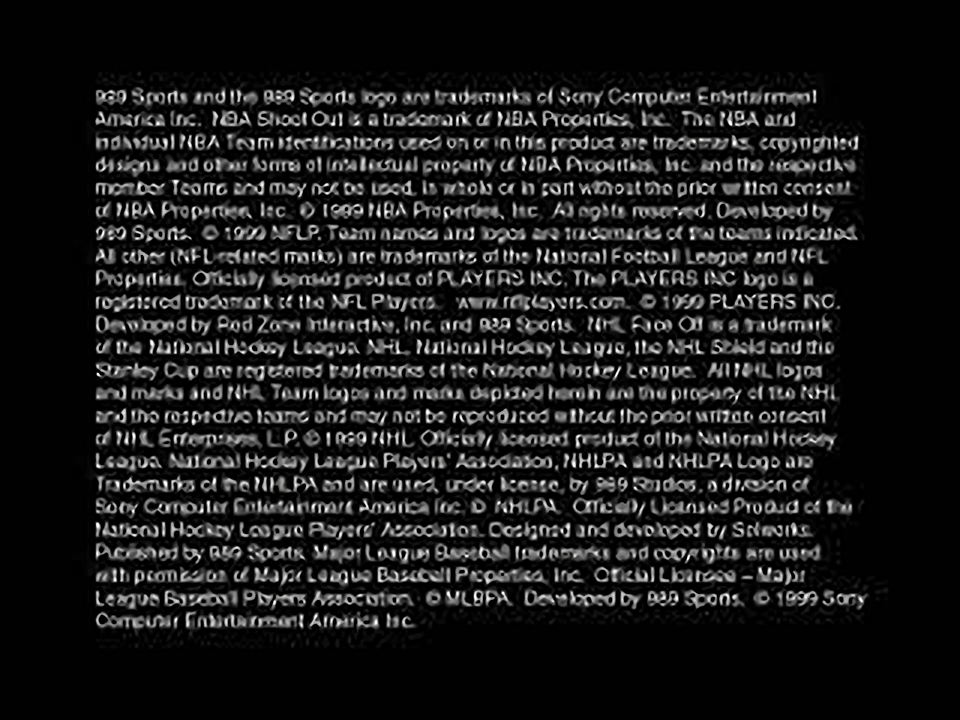 989 Sports and the 989 Sports logo are trademarks of Sony Computer Entertainment
America Inc. NBA Shoot Out is a trademark of NBA Properties, Inc. The NBA and
individual NBA Team identifications used on or in this product are trademarks, copyrighted
designs and other forms of intellectual property of NBA Properties, Inc. and the respective
member Teams and may not be used, in whole or in part without the prior written consent
of NBA Properties, Inc. © 1999 NBA Properties, Inc. All rights reserved. Developed by
989 Sports. © 1999 NFLP. Team names and logos are trademarks of the teams indicated.
All other (NFL-related marks) are trademarks of the National Football League and NFL
Properties. Officially licensed product of PLAYERS INC. The PLAYERS INC logo is a
registered trademark of the NFL Players. www.nflplayers.com. © 1999 PLAYERS INC.
Developed by Red Zone Interactive, Inc. and 989 Sports. NHL Face Off is a trademark
of the National Hockey League. NHL, National Hockey League, the NHL Shield and the
Stanley Cup are registered trademarks of the National Hockey League. All NHL logos
and marks and NHL Team logos and marks depicted herein are the property of the NHL
and the respective teams and may not be reproduced without the prior written consent
of NHL Enterprises, L.P. © 1999 NHL. Officially licensed product of the National Hockey
League. National Hockey League Players' Association, NHLPA and NHLPA Logo are
Trademarks of the NHLPA and are used, under license, by 989 Studios, a division of
Sony Computer Entertainment America Inc. © NHLPA. Officially Licensed Product of the
National Hockey League Players' Association. Designed and developed by Solworks.
Published by 989 Sports. Major League Baseball trademarks and copyrights are used
with permission of Major League Baseball Properties, Inc. Official Licensee – Major
League Baseball Players Association. © MLBPA. Developed by 989 Sports. © 1999 Sony
Computer Entertainment America Inc.